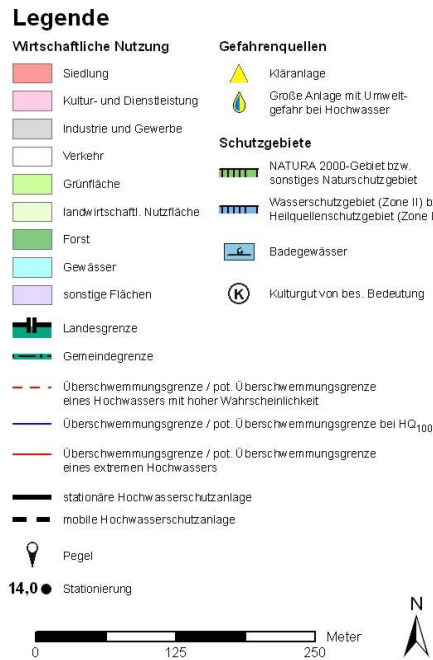 Legende
Wirtschaftliche Nutzung
Siedlung
Kultur- und Dienstleistung
Industrie und Gewerbe
Verkehr
Grünfläche
landwirtschaftl. Nutzfläche
Forst
Gewässer
sonstige Flächen
Landesgrenze
Gemeindegrenze
Gefahrenquellen
Kläranlage
Große Anlage mit Umwelt-
gefahr bei Hochwasser
Schutzgebiete
NATURA 2000-Gebiet bzw.
sonstiges Naturschutzgebiet
Wasserschutzgebiet (Zone II) b
Heilquellenschutzgebiet (Zone I
Badegewässer
K Kulturgut von bes. Bedeutung
Überschwemmungsgrenze / pot. Überschwemmungsgrenze
eines Hochwassers mit hoher Wahrscheinlichkeit
Überschwemmungsgrenze / pot. Überschwemmungsgrenze bei HQ100
Überschwemmungsgrenze / pot. Überschwemmungsgrenze
eines extremen Hochwassers
stationäre Hochwasserschutzanlage
mobile Hochwasserschutzanlage
Pegel
14,0 Stationierung
N
Meter
0 125 250